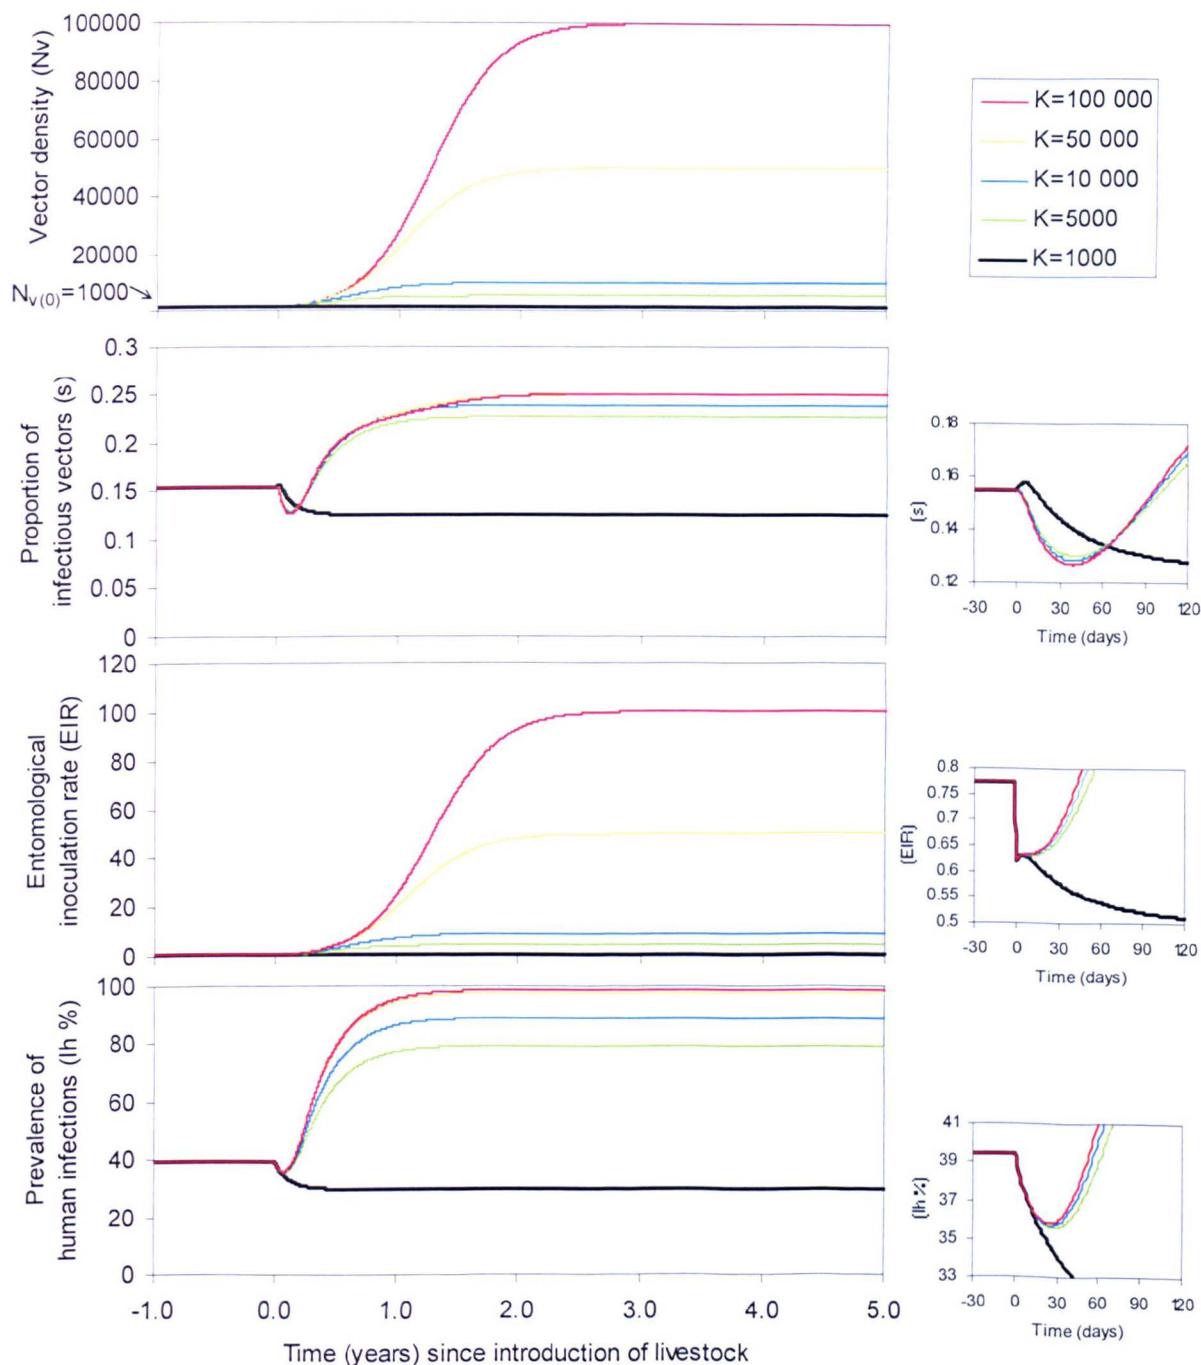 Vector density (Nv)
100000
80000
60000
40000
20000
Nv(0)=1000
K=100 000
K=50 000
K=10 000
K=5000
K=1000
Proportion of
infectious vectors (s)
0.3
0.25
0.2
0.15
0.1
0.05
0
(s)
0.18
0.16
0.14
0.12
-30 0 30 60 90 120
Time (days)
Entomological
inoculation rate (EIR)
120
100
80
60
40
20
0
(EIR)
0.8
0.75
0.7
0.65
0.6
0.55
0.5
-30 0 30 60 90 120
Time (days)
Prevalence of
human infections (Ih %)
100
80
60
40
20
0
-1.0 0.0 1.0 2.0 3.0 4.0 5.0
Time (years) since introduction of livestock
(Ih %)
41
39
37
35
33
-30 0 30 60 90 120
Time (days)